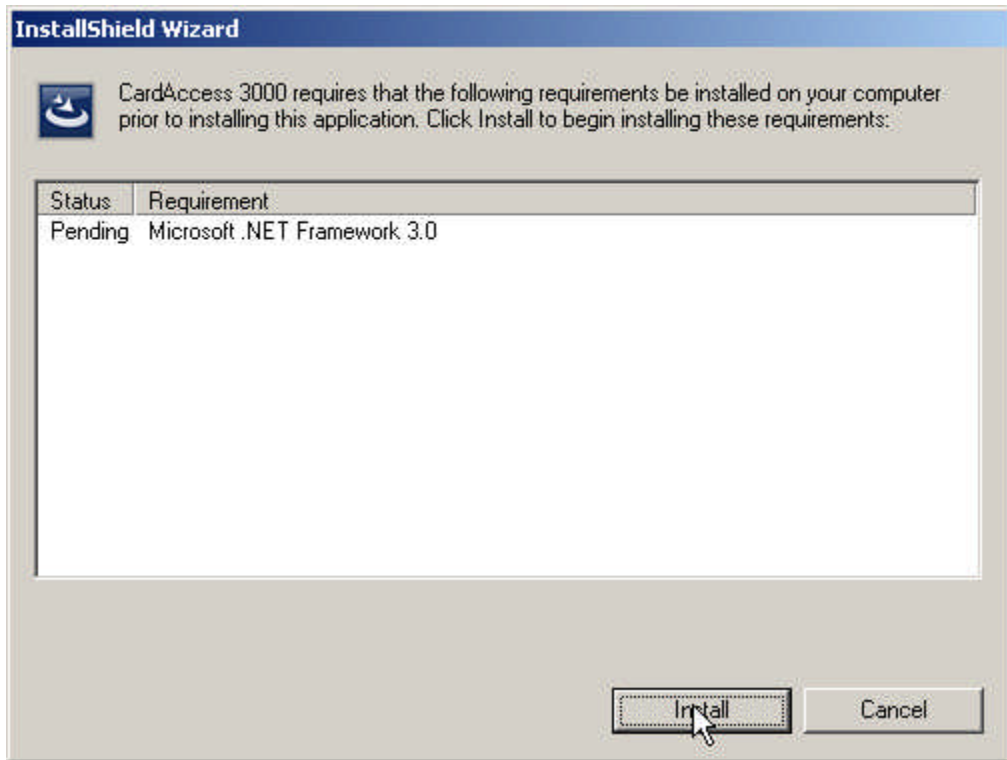 InstallShield Wizard
CardAccess 3000 requires that the following requirements be installed on your computer
prior to installing this application. Click Install to begin installing these requirements:
Status Requirement
Pending Microsoft .NET Framework 3.0
Install Cancel